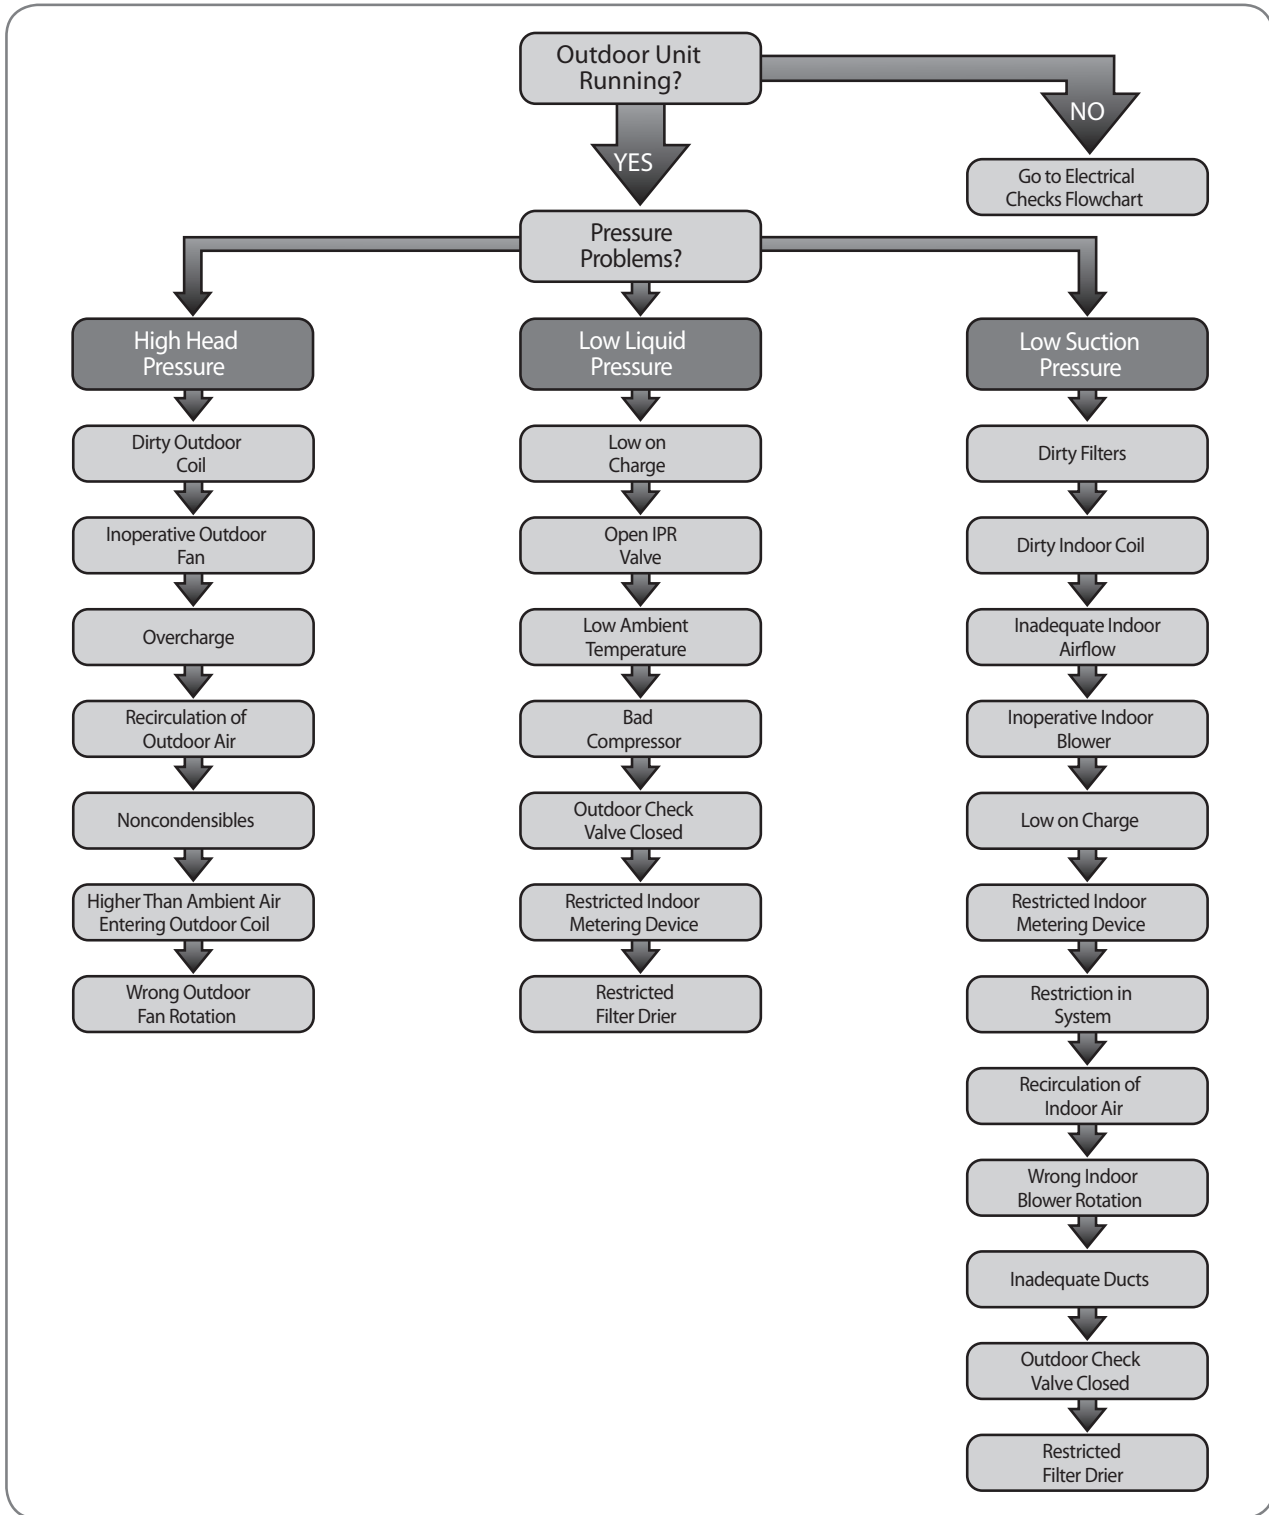 Outdoor Unit
Running?
NO
YES
Go to Electrical
Checks Flowchart
Pressure
Problems?
High Head
Pressure
Dirty Outdoor
Coil
Inoperative Outdoor
Fan
Overcharge
Recirculation of
Outdoor Air
Noncondensibles
Higher Than Ambient Air
Entering Outdoor Coil
Wrong Outdoor
Fan Rotation
Low Liquid
Pressure
Low on
Charge
Open IPR
Valve
Low Ambient
Temperature
Bad
Compressor
Outdoor Check
Valve Closed
Restricted Indoor
Metering Device
Restricted
Filter Drier
Low Suction
Pressure
Dirty Filters
Dirty Indoor Coil
Inadequate Indoor
Airflow
Inoperative Indoor
Blower
Low on Charge
Restricted Indoor
Metering Device
Restriction in
System
Recirculation of
Indoor Air
Wrong Indoor
Blower Rotation
Inadequate Ducts
Outdoor Check
Valve Closed
Restricted
Filter Drier